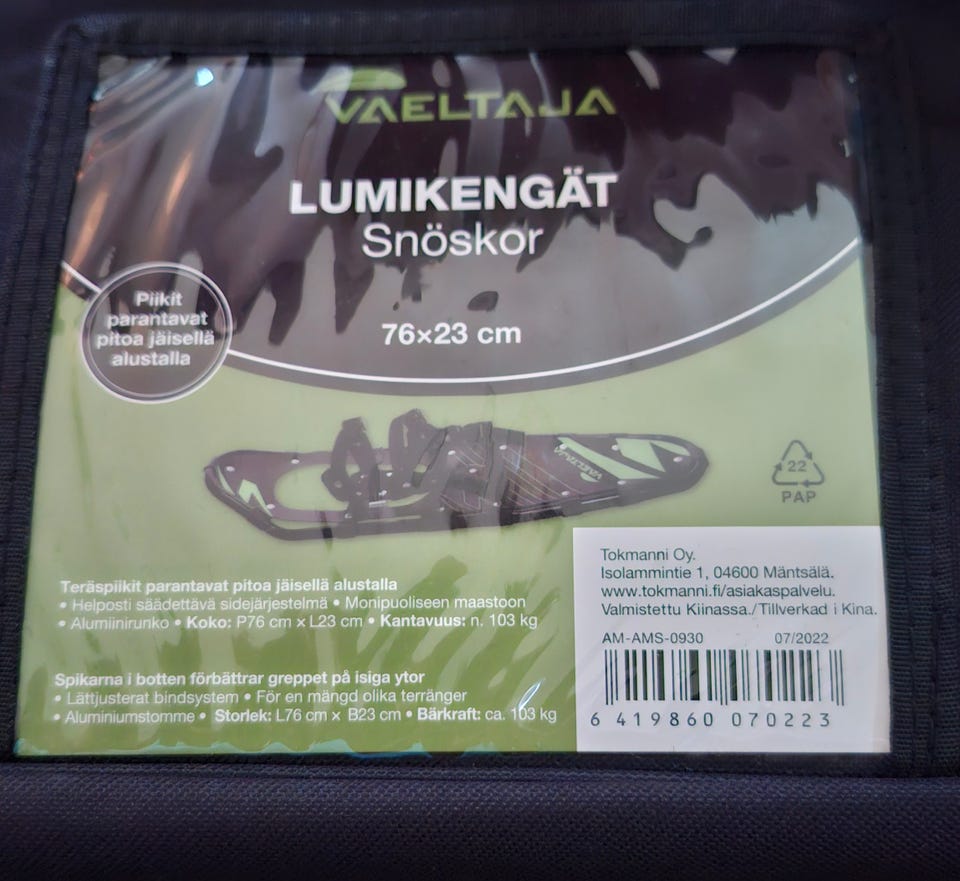 VAELTAJA
LUMIKENGÄT
Snöskor
76×23 cm
Piikit
parantavat
pitoa jäisellä
alustalla
VAELTAJA
22
PAP
Teräspiikit parantavat pitoa jäisellä alustalla
• Helposti säädettävä sidejärjestelmä • Monipuoliseen maastoon
• Alumiinirunko • Koko: P76 cm x L23 cm • Kantavuus: n. 103 kg
Spikarna i botten förbättrar greppet på isiga ytor
• Lättjusterat bindsystem • För en mängd olika terränger
• Aluminiumstomme • Storlek: L76 cm x B23 cm • Bärkraft: ca. 103 kg
Tokmanni Oy.
Isolammintie 1, 04600 Mäntsälä.
www.tokmanni.fi/asiakaspalvelu.
Valmistettu Kiinassa./Tillverkad i Kina.
AM-AMS-0930 07/2022
6 419860 070223